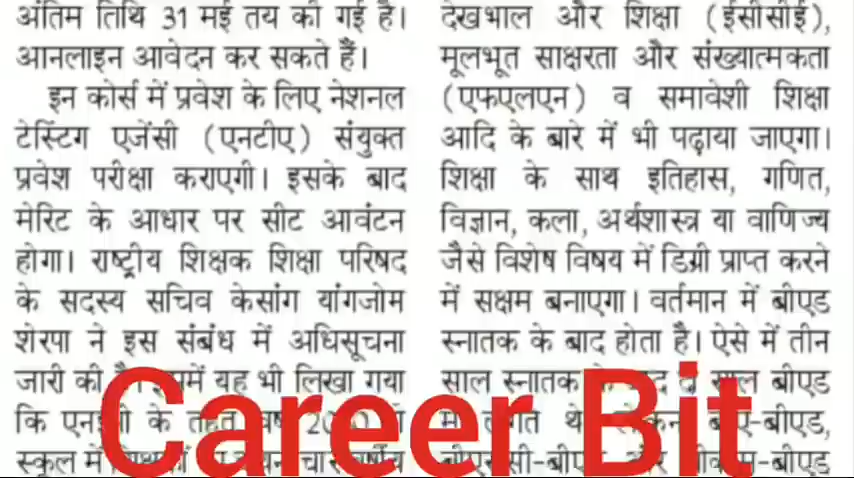 अंतिम तिथि 31 मई तय की गई है।
आनलाइन आवेदन कर सकते हैं।
इन कोर्स में प्रवेश के लिए नेशनल
टेस्टिंग एजेंसी (एनटीए) संयुक्त
प्रवेश परीक्षा कराएगी। इसके बाद
मेरिट के आधार पर सीट आवंटन
होगा। राष्ट्रीय शिक्षक शिक्षा परिषद
के सदस्य सचिव केसांग यांगजोम
शेरपा ने इस संबंध में अधिसूचना
जारी की है। यह भी लिखा गया
कि के तहत
स्कूल में
देखभाल और शिक्षा (ईसीसीई),
मूलभूत साक्षरता और संख्यात्मकता
(एफएलएन) व समावेशी शिक्षा
आदि के बारे में भी पढ़ाया जाएगा।
शिक्षा के साथ इतिहास, गणित,
विज्ञान, कला, अर्थशास्त्र या वाणिज्य
जैसे विशेष विषय में डिग्री प्राप्त करने
में सक्षम बनाएगा। वर्तमान में बीएड
स्नातक के बाद होता है। ऐसे में तीन
साल स्नातक साल बीएड
थे
Career Bit